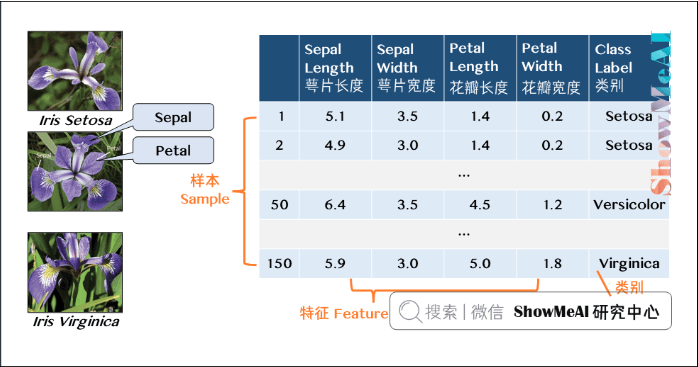 Iris Setosa
Sepal
Petal
Sepal
Petal
Iris Virginica
样本
Sample
Sepal Length 萼片长度
Sepal Width 萼片宽度
Petal Length 花瓣长度
Petal Width 花瓣宽度
Class Label 类别
1 5.1 3.5 1.4 0.2 Setosa
2 4.9 3.0 1.4 0.2 Setosa
...
50 6.4 3.5 4.5 1.2 Versicolor
...
150 5.9 3.0 5.0 1.8 Virginica
特征 Feature
类别
搜索 | 微信 ShowMeAI 研究中心
ShowMeAI